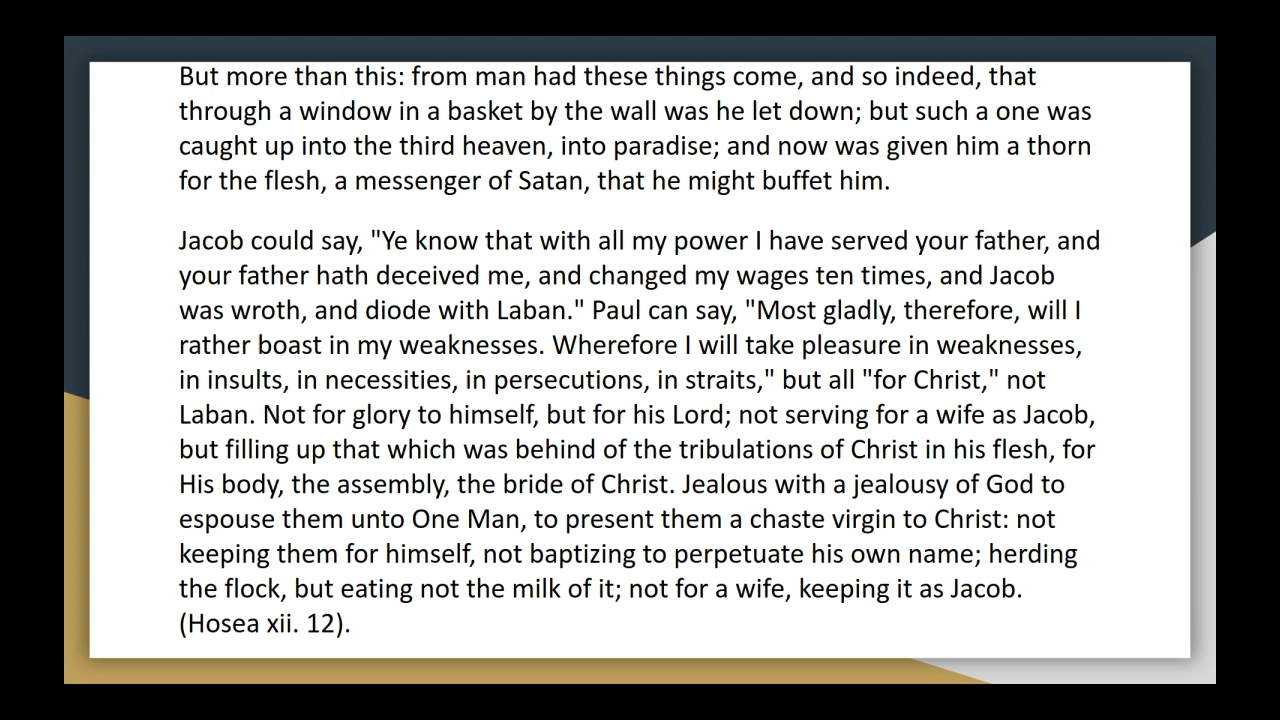 But more than this: from man had these things come, and so indeed, that
through a window in a basket by the wall was he let down; but such a one was
caught up into the third heaven, into paradise; and now was given him a thorn
for the flesh, a messenger of Satan, that he might buffet him.
Jacob could say, "Ye know that with all my power I have served your father, and
your father hath deceived me, and changed my wages ten times, and Jacob
was wroth, and diode with Laban." Paul can say, "Most gladly, therefore, will I
rather boast in my weaknesses. Wherefore I will take pleasure in weaknesses,
in insults, in necessities, in persecutions, in straits," but all "for Christ," not
Laban. Not for glory to himself, but for his Lord; not serving for a wife as Jacob,
but filling up that which was behind of the tribulations of Christ in his flesh, for
His body, the assembly, the bride of Christ. Jealous with a jealousy of God to
espouse them unto One Man, to present them a chaste virgin to Christ: not
keeping them for himself, not baptizing to perpetuate his own name; herding
the flock, but eating not the milk of it; not for a wife, keeping it as Jacob.
(Hosea xii. 12).